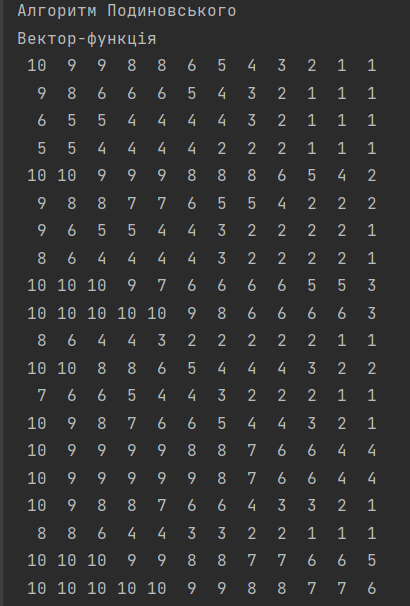 Алгоритм Подиновського
Вектор-функція
10 9 9 8 8 6 5 4 3 2 1 1
9 8 6 6 6 5 4 3 2 1 1 1
6 5 5 4 4 4 4 3 2 1 1 1
5 5 4 4 4 4 2 2 2 1 1 1
10 10 9 9 9 8 8 8 6 5 4 2
9 8 8 7 7 6 5 5 4 2 2 2
9 6 5 5 4 4 3 2 2 2 2 1
8 6 4 4 4 4 3 2 2 2 2 1
10 10 10 9 7 6 6 6 6 5 5 3
10 10 10 10 10 9 8 6 6 6 6 3
8 6 4 4 3 2 2 2 2 2 1 1
10 10 8 8 6 5 4 4 4 3 2 2
7 6 6 5 4 4 3 2 2 2 1 1
10 9 8 7 6 6 5 4 4 3 2 1
10 9 9 9 9 8 8 7 6 6 4 4
10 9 9 9 9 9 8 7 6 6 4 4
10 9 8 8 7 6 6 4 3 3 2 1
8 8 6 4 4 3 3 2 2 1 1 1
10 10 10 9 9 8 8 7 7 6 6 5
10 10 10 10 10 9 9 8 8 7 7 6